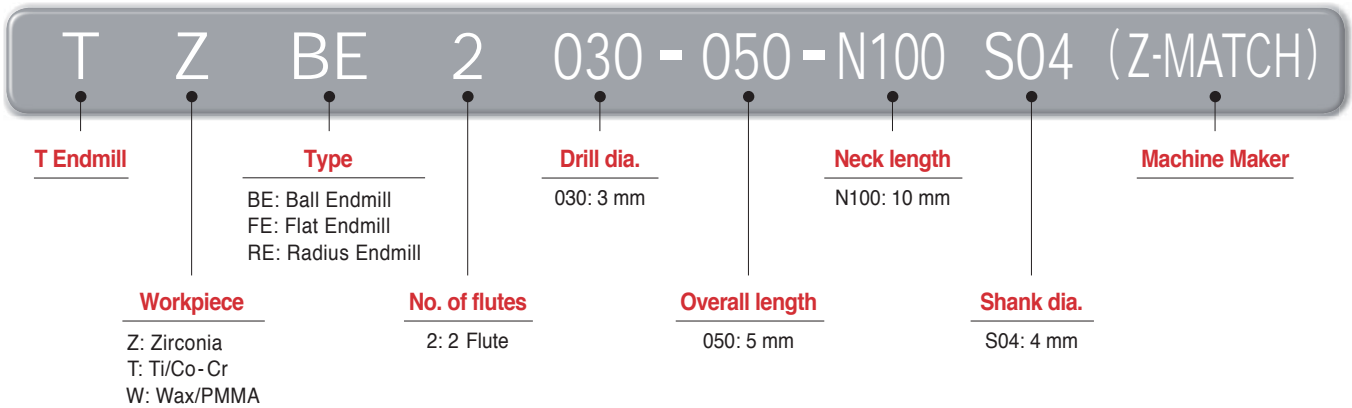 T Z BE 2 030 - 050 - N100 S04 (Z-MATCH)
T Endmill
Type
BE: Ball Endmill
FE: Flat Endmill
RE: Radius Endmill
Drill dia.
030: 3 mm
Neck length
N100: 10 mm
Machine Maker
Workpiece
Z: Zirconia
T: Ti/Co-Cr
W: Wax/PMMA
No. of flutes
2: 2 Flute
Overall length
050: 5 mm
Shank dia.
S04: 4 mm